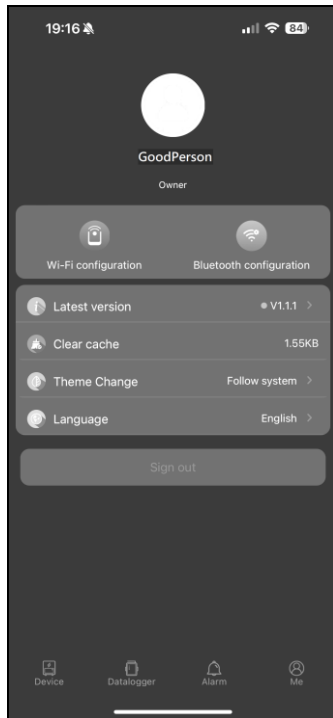 19:16 84
GoodPerson
Owner
Wi-Fi configuration Bluetooth configuration
Latest version V1.1.1
Clear cache 1.55KB
Theme Change Follow system
Language English
Sign out
Device Datalogger Alarm Me